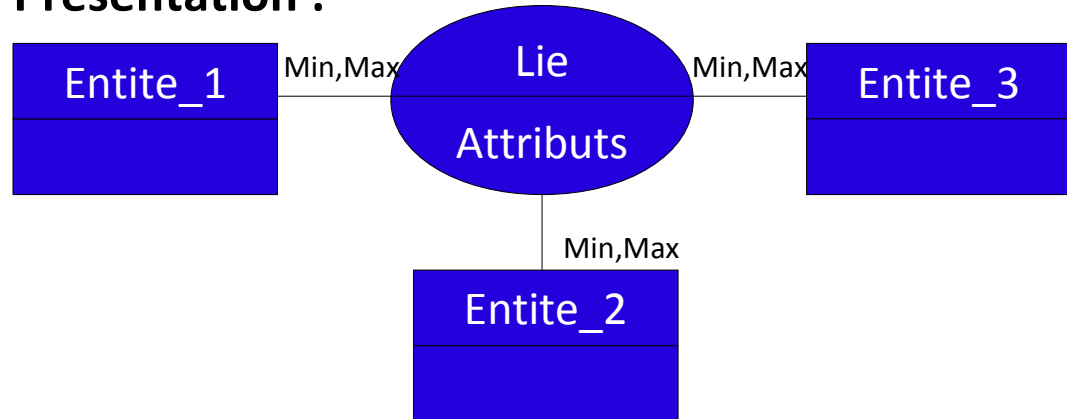 Présentation :
Entite_1 Min,Max Lie Min,Max Entite_3
Attributs
Min,Max
Entite_2